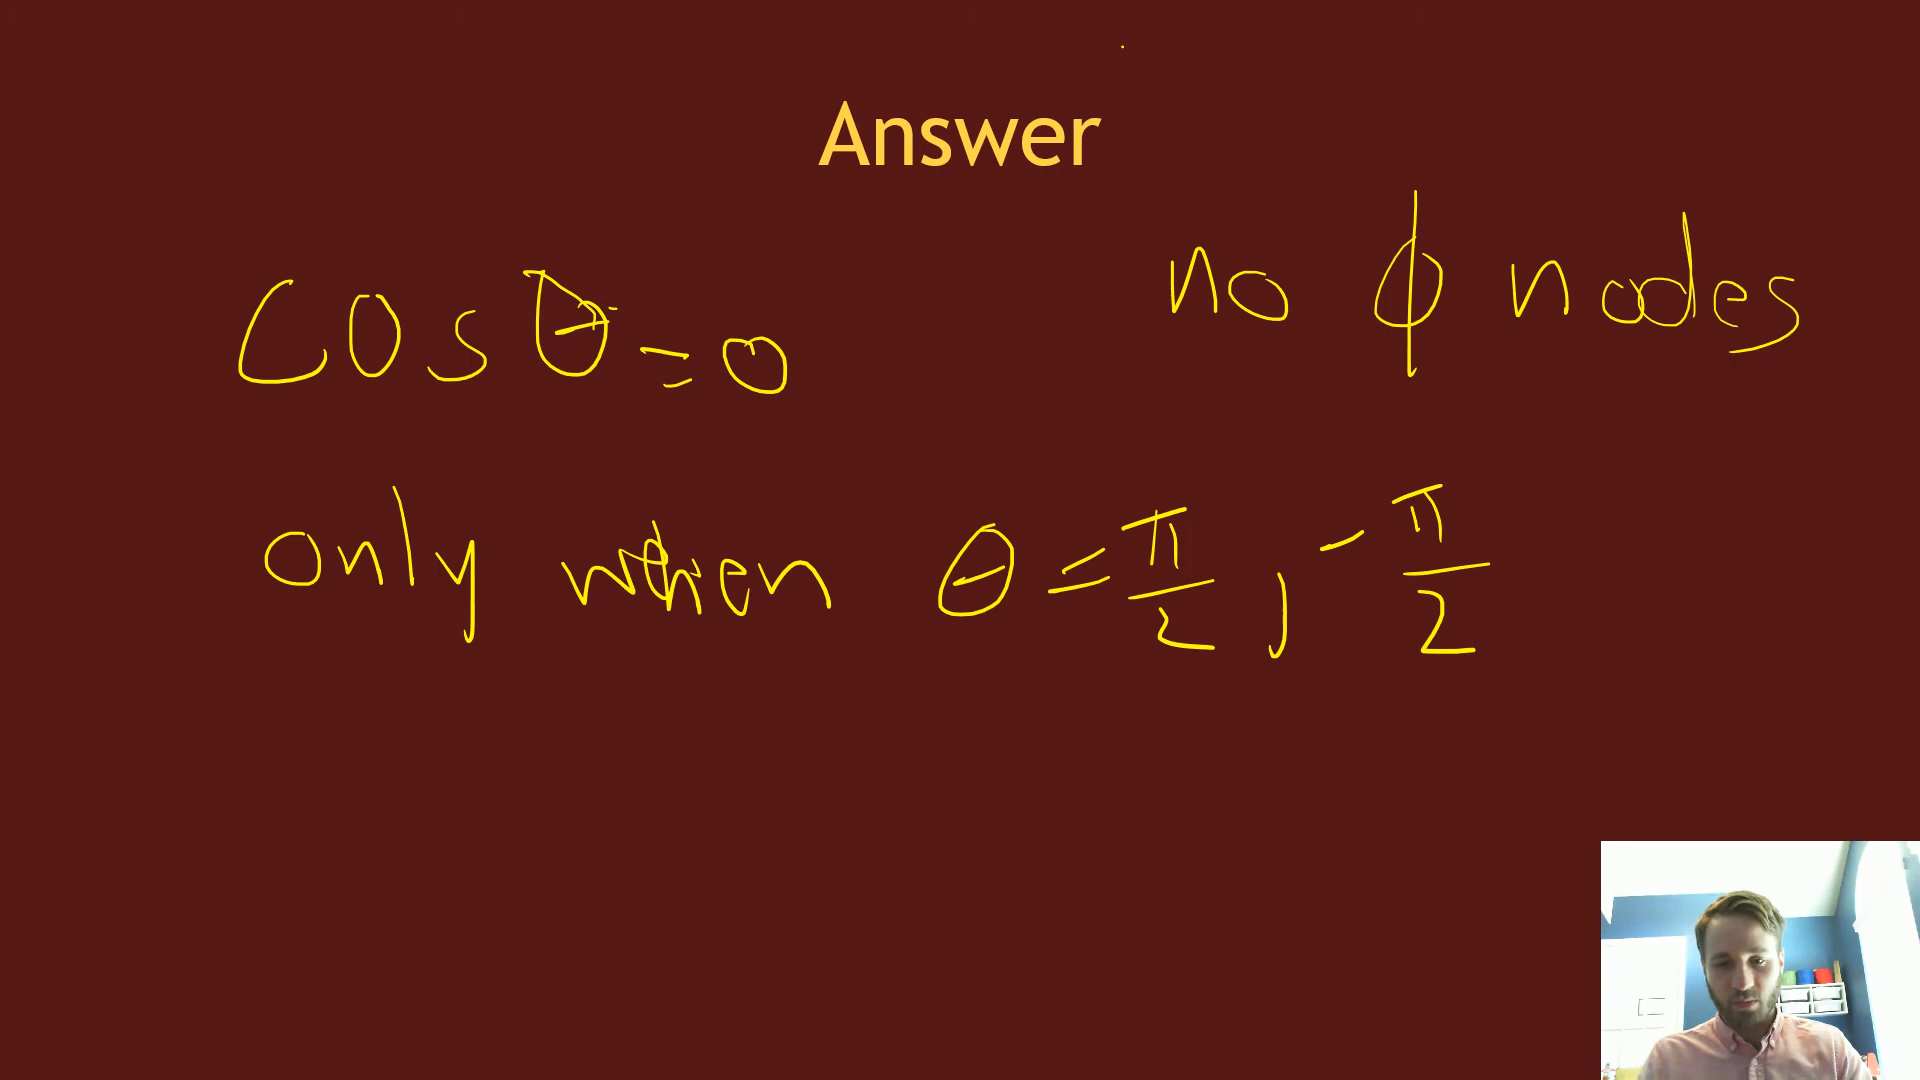 Answer
no ϕ nodes
cos θ = 0
only when θ = π/2, -π/2